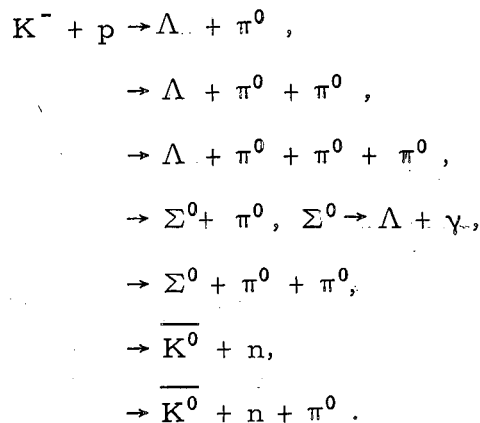 K⁻ + p → Λ + π⁰ ,
→ Λ + π⁰ + π⁰ ,
→ Λ + π⁰ + π⁰ + π⁰ ,
→ Σ⁰ + π⁰ , Σ⁰ → Λ + γ ,
→ Σ⁰ + π⁰ + π⁰,
→ K̅⁰̅ + n,
→ K̅⁰̅ + n + π⁰ .